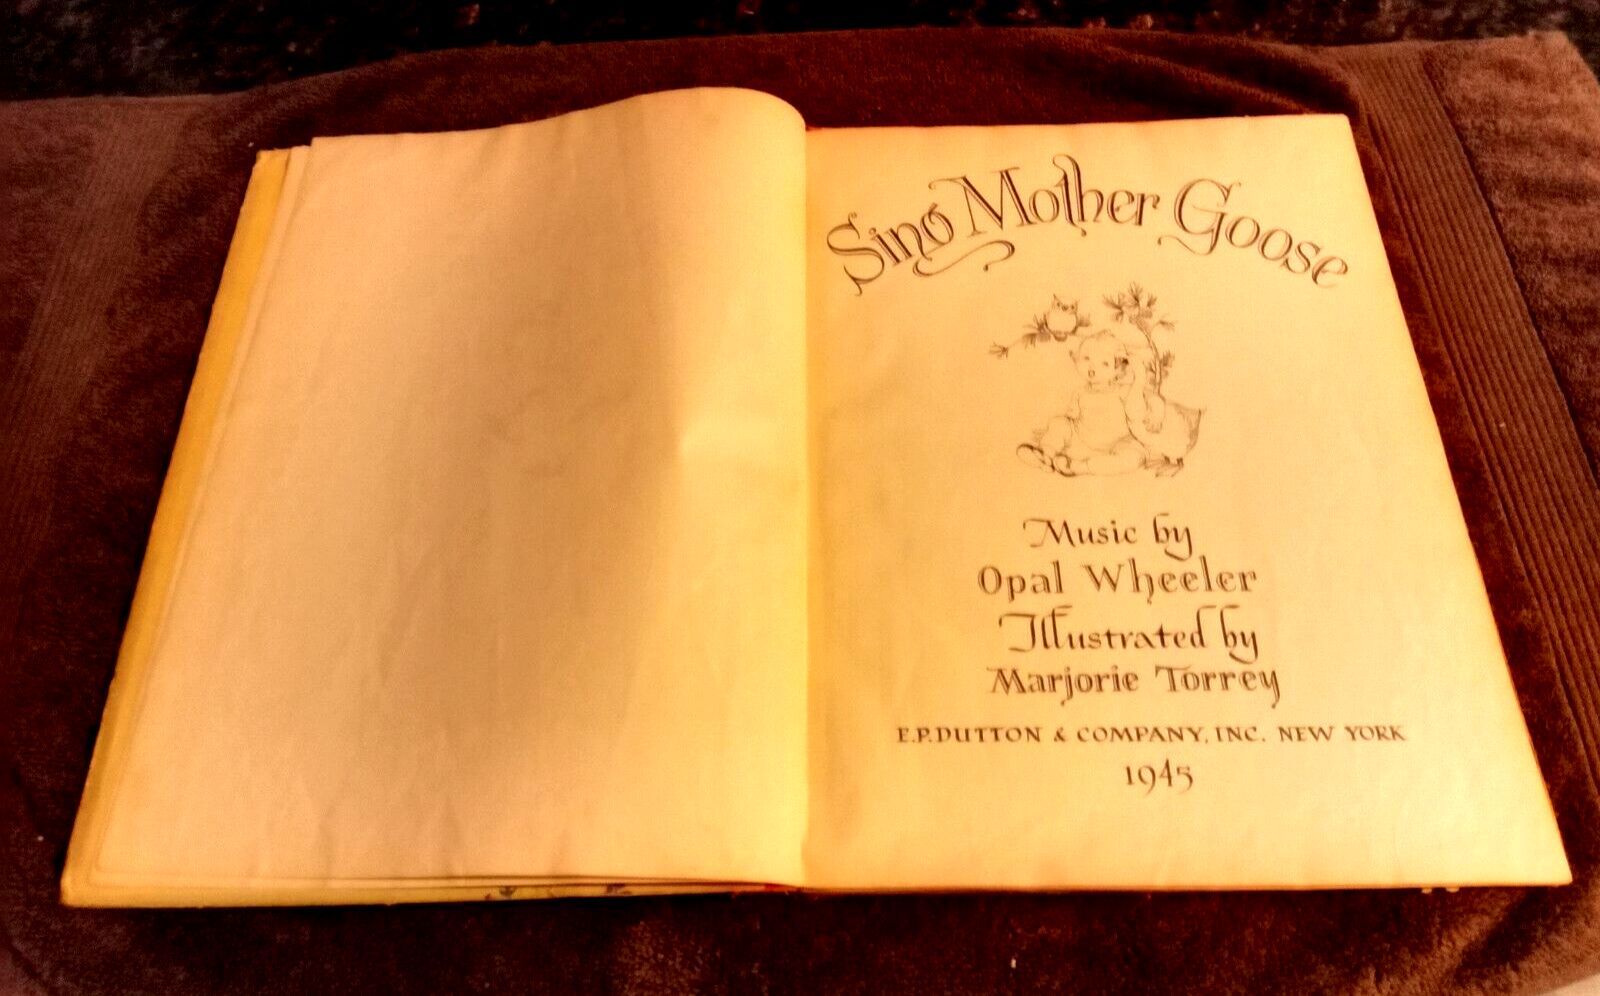 Sing Mother Goose
Music by
Opal Wheeler
Illustrated by
Marjorie Torrey
E.P. DUTTON & COMPANY, INC. NEW YORK
1945